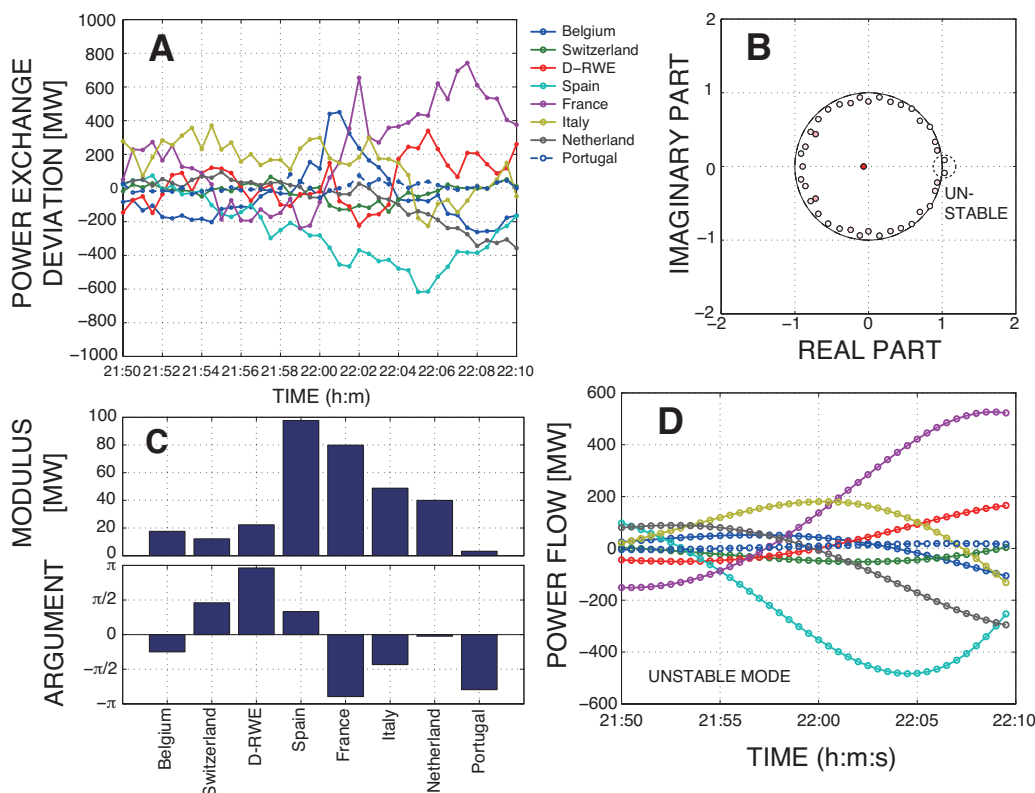 A
POWER EXCHANGE
DEVIATION [MW]
1000
800
600
400
200
0
−200
−400
−600
−800
−1000
21:50 21:52 21:54 21:56 21:58 22:00 22:02 22:04 22:06 22:08 22:10
TIME (h:m)
Belgium
Switzerland
D−RWE
Spain
France
Italy
Netherland
Portugal
B
IMAGINARY PART
2
1
0
−1
−2
−2 −1 0 1 2
REAL PART
UN-
STABLE
C
MODULUS
[MW]
100
80
60
40
20
0
ARGUMENT
π
π/2
0
−π/2
−π
Belgium
Switzerland
D-RWE
Spain
France
Italy
Netherland
Portugal
D
POWER FLOW [MW]
600
400
200
0
−200
−400
−600
UNSTABLE MODE
21:50 21:55 22:00 22:05 22:10
TIME (h:m:s)